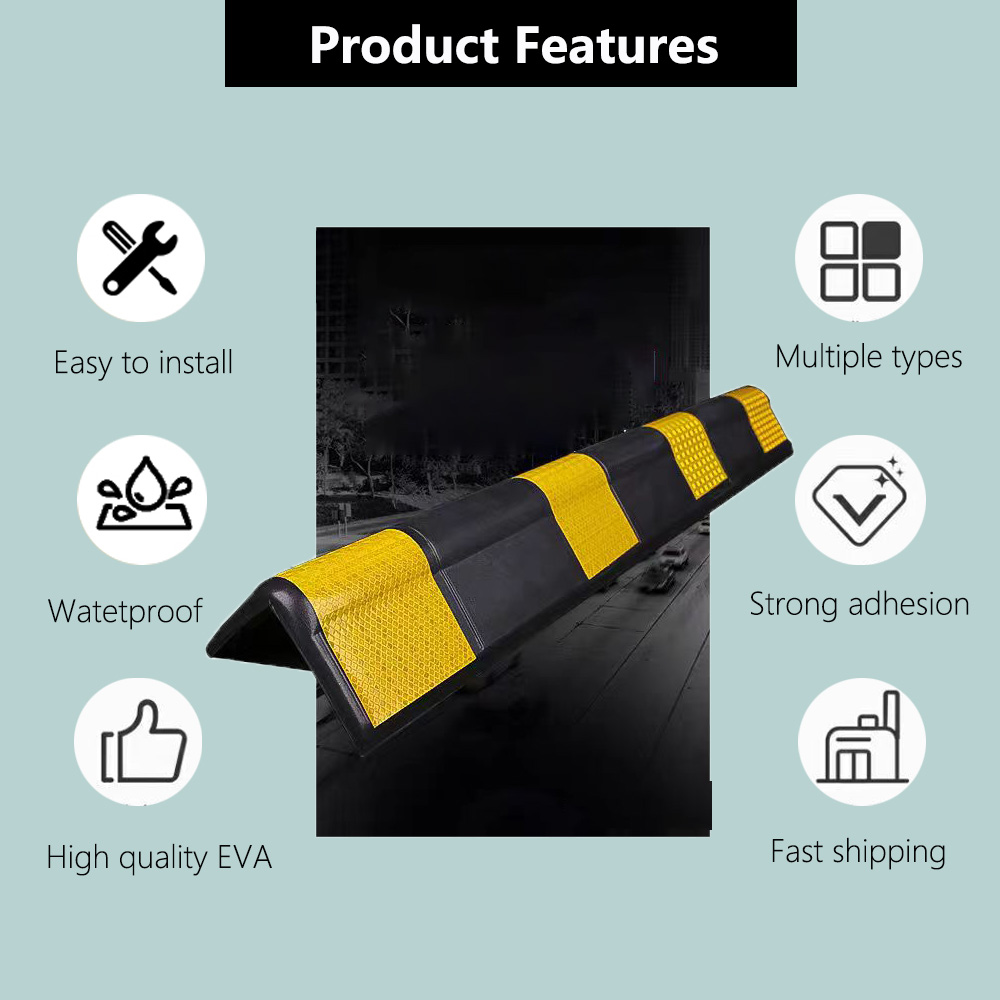 Product Features
Easy to install
Multiple types
Watetproof
Strong adhesion
High quality EVA
Fast shipping